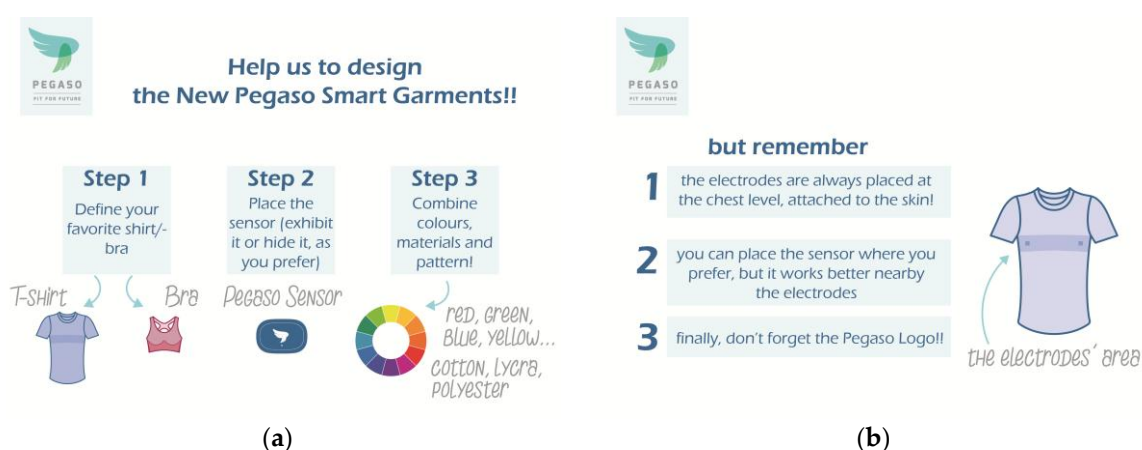 PEGASO
FIT FOR FUTURE
Help us to design
the New Pegaso Smart Garments!!
Step 1
Define your
favorite shirt/-
bra
Step 2
Place the
sensor (exhibit
it or hide it, as
you prefer)
Step 3
Combine
colours,
materials and
pattern!
T-shirt
Bra
Pegaso Sensor
red, green,
blue, yellow...
cotton, lycra,
polyester
(a)
PEGASO
FIT FOR FUTURE
but remember
1
the electrodes are always placed at
the chest level, attached to the skin!
2
you can place the sensor where you
prefer, but it works better nearby
the electrodes
3
finally, don´t forget the Pegaso Logo!!
the electrodes´ area
(b)